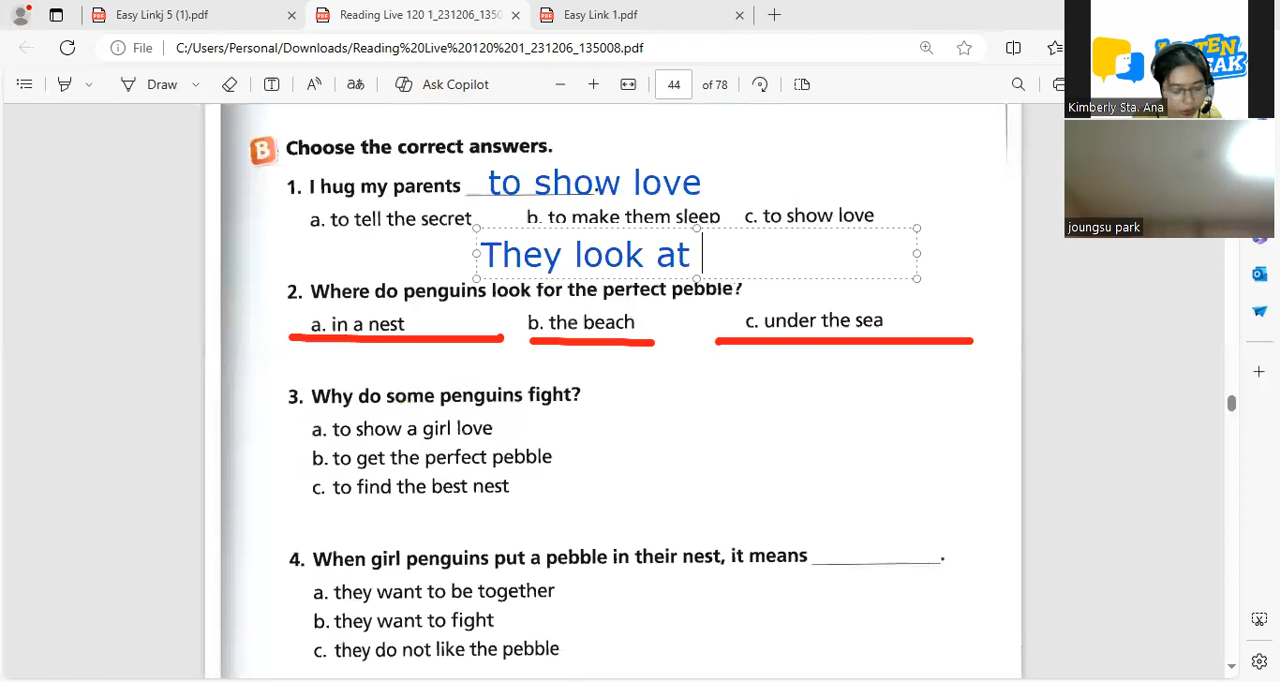 Easy Linkj 5 (1).pdf
Reading Live 120 1_231206_1350
Easy Link 1.pdf
File
C:/Users/Personal/Downloads/Reading%20Live%20120%201_231206_135008.pdf
Draw
Ask Copilot
44 of 78
LISTEN
SPEAK
Kimberly Sta. Ana
joungsu park
B Choose the correct answers.
1. I hug my parents ____________. to show love
a. to tell the secret b. to make them sleep c. to show love
They look at
2. Where do penguins look for the perfect pebble?
a. in a nest b. the beach c. under the sea
3. Why do some penguins fight?
a. to show a girl love
b. to get the perfect pebble
c. to find the best nest
4. When girl penguins put a pebble in their nest, it means ____________.
a. they want to be together
b. they want to fight
c. they do not like the pebble